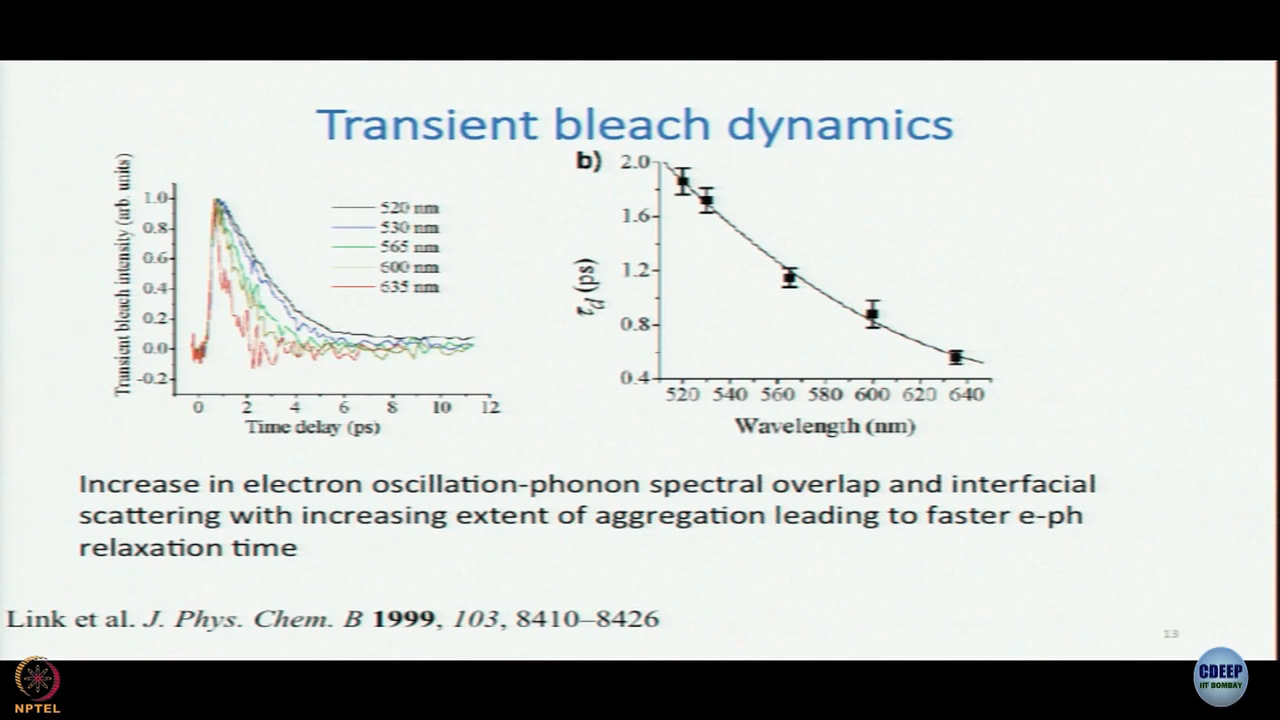 Transient bleach dynamics
Transient bleach intensity (arb. units)
1.0
0.8
0.6
0.4
0.2
0.0
-0.2
0 2 4 6 8 10 12
Time delay (ps)
520 nm
530 nm
565 nm
600 nm
635 nm
b)
2.0
1.6
1.2
0.8
0.4
τd (ps)
520 540 560 580 600 620 640
Wavelength (nm)
Increase in electron oscillation-phonon spectral overlap and interfacial
scattering with increasing extent of aggregation leading to faster e-ph
relaxation time
Link et al. J. Phys. Chem. B 1999, 103, 8410–8426
13
NPTEL
CDEEP
IIT BOMBAY